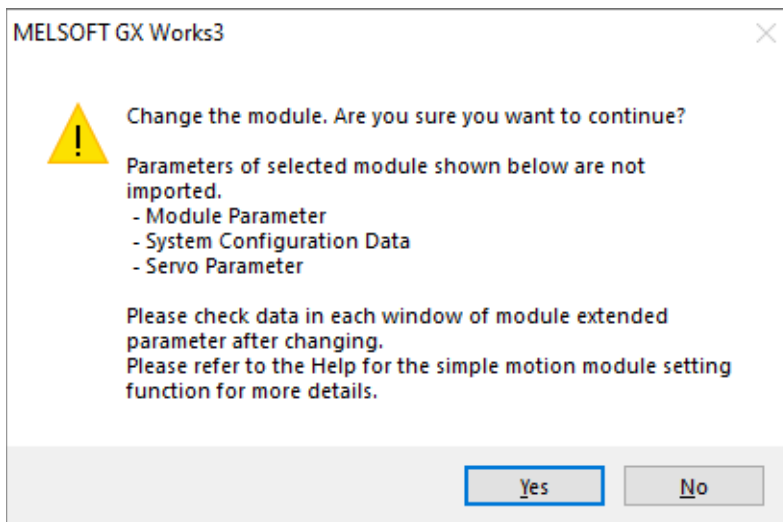 MELSOFT GX Works3
Change the module. Are you sure you want to continue?
Parameters of selected module shown below are not
imported.
- Module Parameter
- System Configuration Data
- Servo Parameter
Please check data in each window of module extended
parameter after changing.
Please refer to the Help for the simple motion module setting
function for more details.
Yes
No